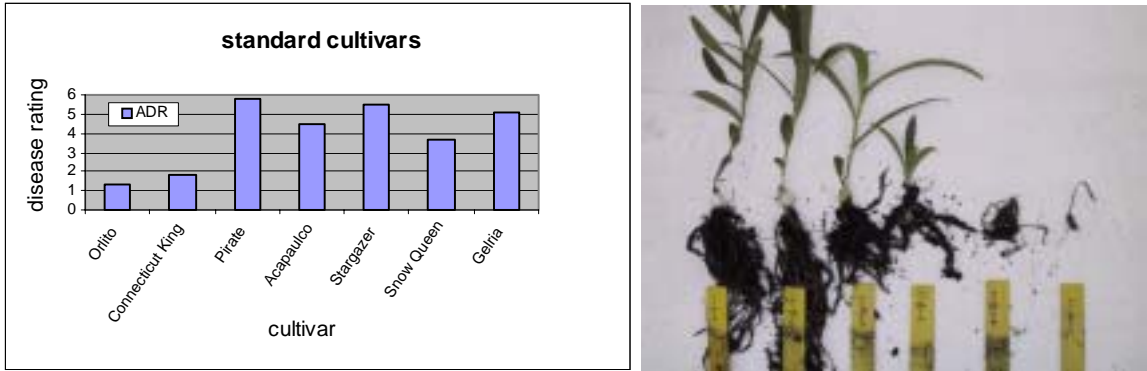 standard cultivars
disease rating
6
5
4
3
2
1
0
ADR
Orlito
Connecticut King
Pirate
Acapaulco
Stargazer
Snow Queen
Gelria
cultivar